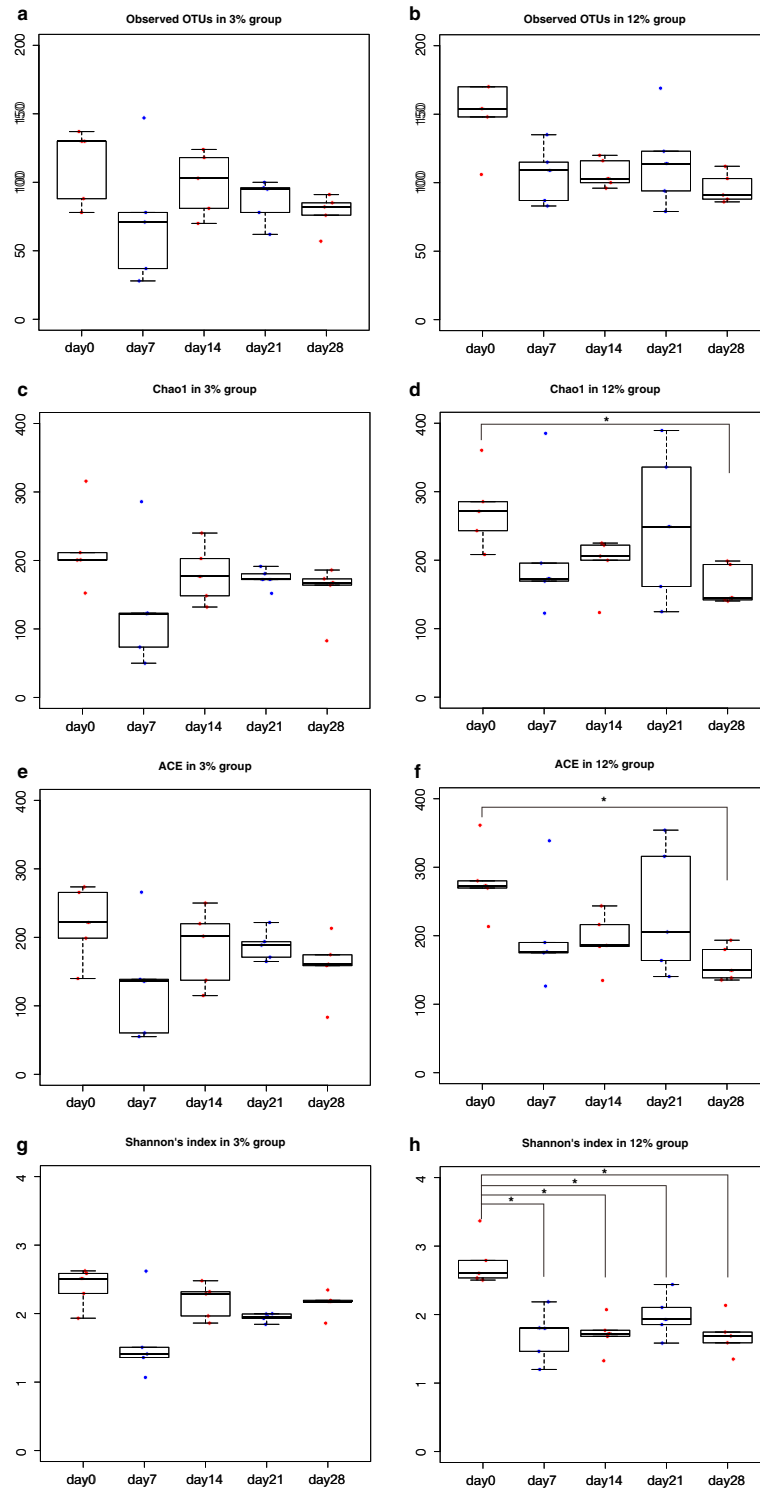 a
Observed OTUs in 3% group
200
150
100
50
0
day0 day7 day14 day21 day28
b
Observed OTUs in 12% group
200
150
100
50
0
day0 day7 day14 day21 day28
c
Chao1 in 3% group
400
300
200
100
0
day0 day7 day14 day21 day28
d
Chao1 in 12% group
400
*
300
200
100
0
day0 day7 day14 day21 day28
e
ACE in 3% group
400
300
200
100
0
day0 day7 day14 day21 day28
f
ACE in 12% group
400
*
300
200
100
0
day0 day7 day14 day21 day28
g
Shannon's index in 3% group
4
3
2
1
0
day0 day7 day14 day21 day28
h
Shannon's index in 12% group
4
*
*
*
*
3
2
1
0
day0 day7 day14 day21 day28